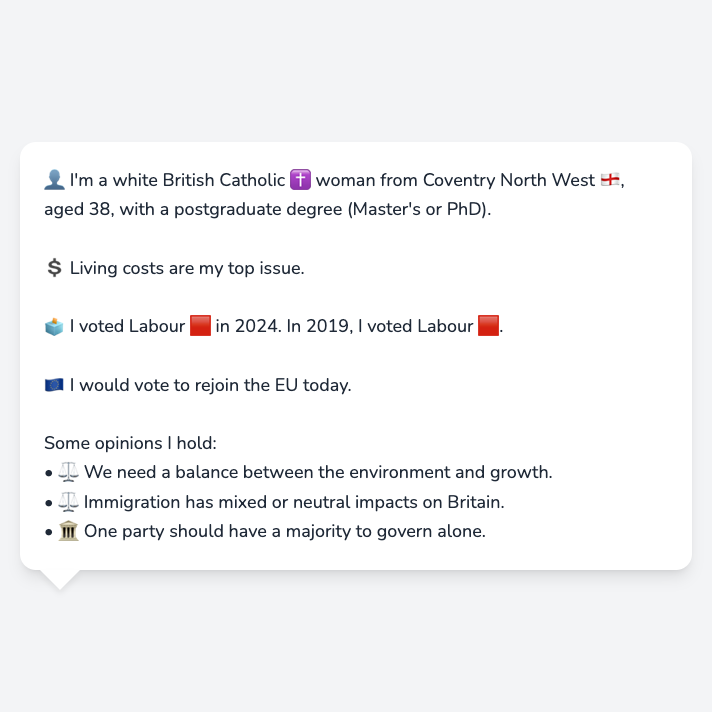 👤 I'm a white British Catholic ✝️ woman from Coventry North West 🏴󠁧󠁢󠁥󠁮󠁧󠁿,
aged 38, with a postgraduate degree (Master's or PhD).
💲 Living costs are my top issue.
🗳️ I voted Labour 🟥 in 2024. In 2019, I voted Labour 🟥.
🇪🇺 I would vote to rejoin the EU today.
Some opinions I hold:
• ⚖️ We need a balance between the environment and growth.
• ⚖️ Immigration has mixed or neutral impacts on Britain.
• 🏛️ One party should have a majority to govern alone.